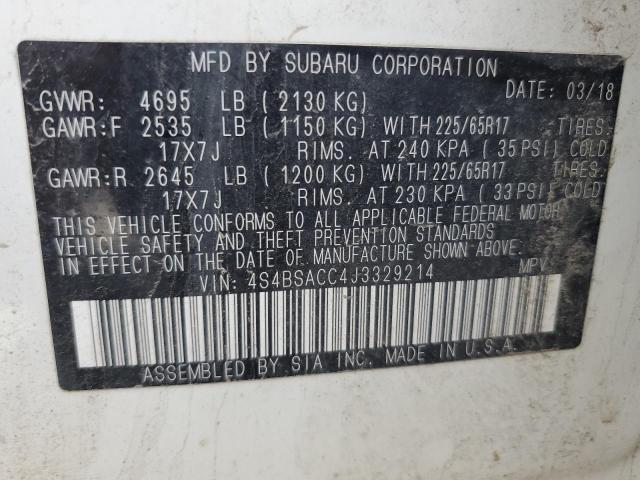 MFD BY SUBARU CORPORATION
DATE: 03/18
GVWR: 4695 LB (2130 KG)
GAWR:F 2535 LB (1150 KG) WITH 225/65R17 TIRES.
17X7J RIMS. AT 240 KPA (35 PSI) COLD
GAWR:R 2645 LB (1200 KG) WITH 225/65R17 TIRES.
17X7J RIMS. AT 230 KPA (33 PSI) COLD
THIS VEHICLE CONFORMS TO ALL APPLICABLE FEDERAL MOTOR
VEHICLE SAFETY AND THEFT PREVENTION STANDARDS
IN EFFECT ON THE DATE OF MANUFACTURE SHOWN ABOVE.
VIN: 4S4BSACC4J3329214 MPV
ASSEMBLED BY SIA INC. MADE IN U.S.A.